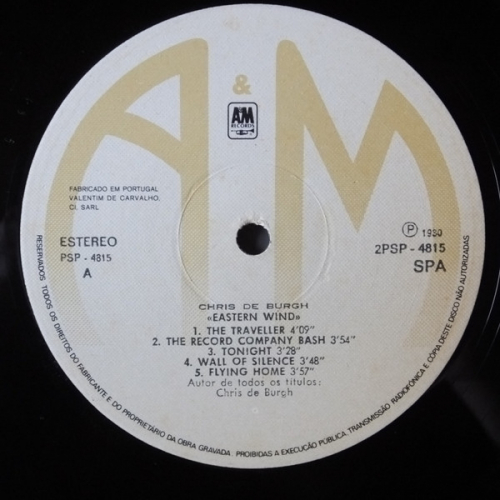 A & M
A&M
RECORDS
FABRICADO EM PORTUGAL
VALENTIM DE CARVALHO,
CI. SARL
ESTEREO
PSP - 4815
A
Ⓟ 1980
2PSP - 4815
SPA
CHRIS DE BURGH
«EASTERN WIND»
1. THE TRAVELLER 4'09"
2. THE RECORD COMPANY BASH 3'54"
3. TONIGHT 3'28"
4. WALL OF SILENCE 3'48"
5. FLYING HOME 3'57"
Autor de todos os títulos:
Chris de Burgh
RESERVADOS TODOS OS DIREITOS DO FABRICANTE E DO PROPRIETÁRIO DA OBRA GRAVADA. PROIBIDAS A EXECUÇÃO PÚBLICA, TRANSMISSÃO RADIOFÓNICA E CÓPIA DESTE DISCO NÃO AUTORIZADAS